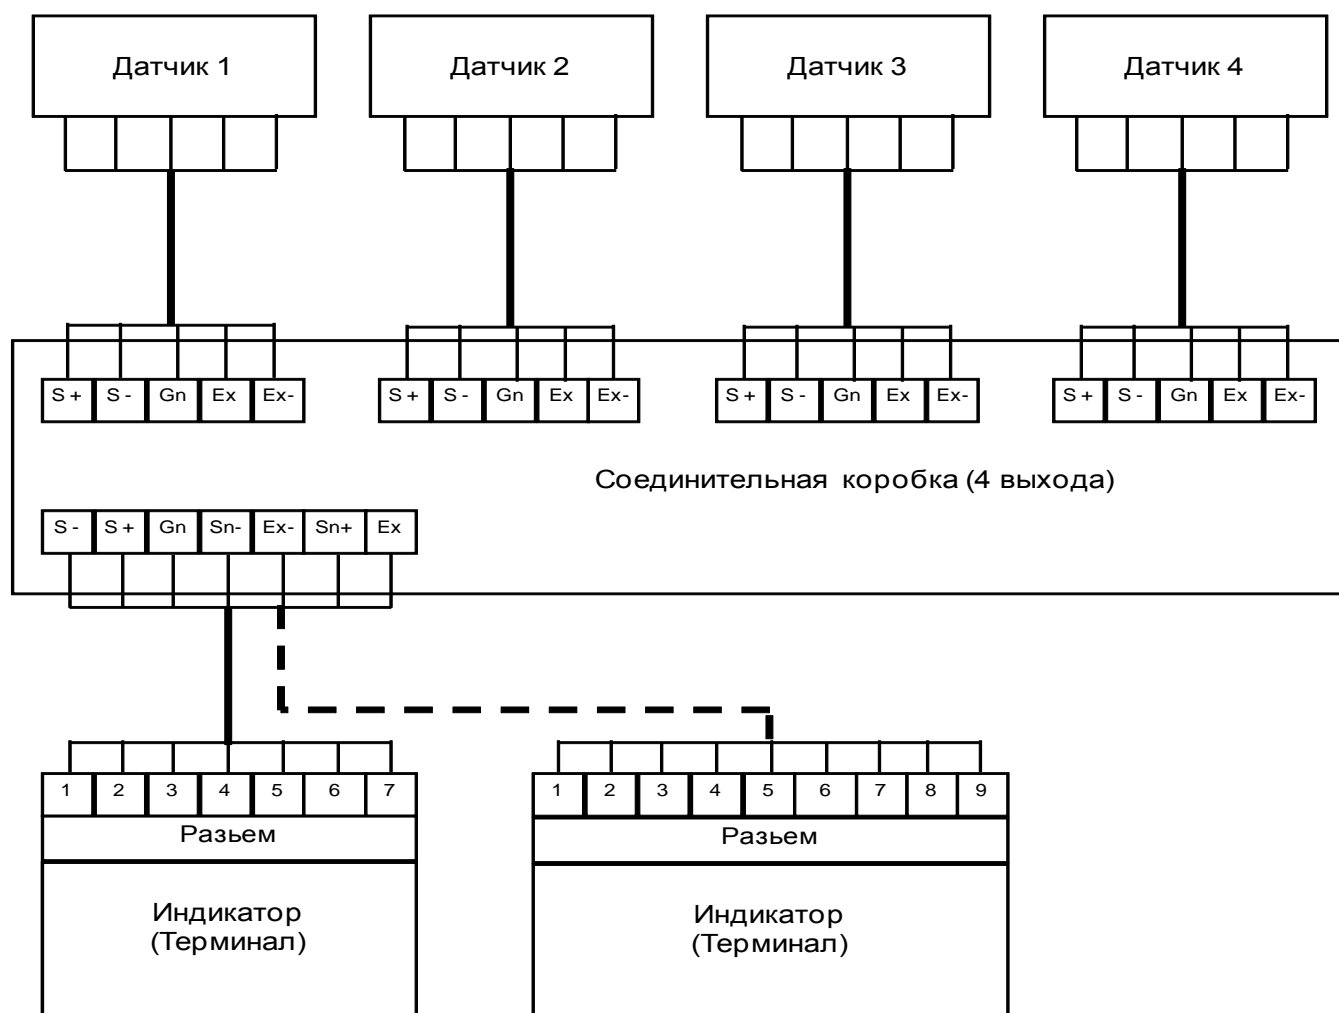 Датчик 1 Датчик 2 Датчик 3 Датчик 4
S + S - Gn Ex Ex- S + S - Gn Ex Ex- S + S - Gn Ex Ex- S + S - Gn Ex Ex-
Соединительная коробка (4 выхода)
S - S + Gn Sn- Ex- Sn+ Ex
1 2 3 4 5 6 7 1 2 3 4 5 6 7 8 9
Разьем Разьем
Индикатор Индикатор
(Терминал) (Терминал)